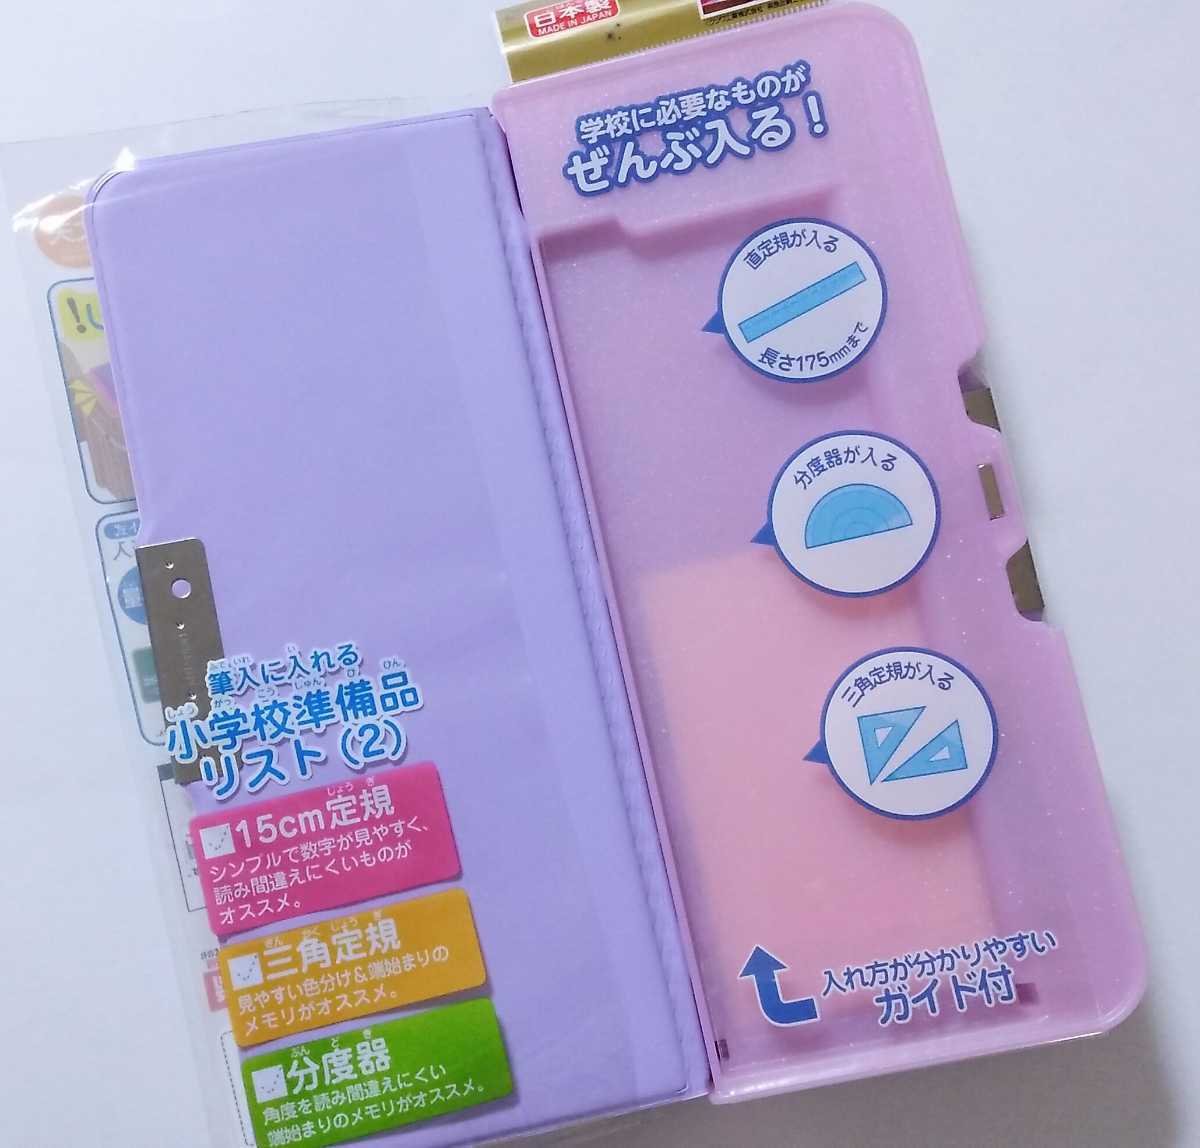 日本製
MADE IN JAPAN
学校に必要なものが
ぜんぶ入る！
直定規が入る
長さ175mmまで
分度器が入る
三角定規が入る
入れ方が分かりやすい
ガイド付
筆入に入れる
小学校準備品
リスト(2)
15cm定規
シンプルで数字が見やすく、
読み間違えにくいものが
オススメ。
三角定規
見やすい色分け&端始まりの
メモリがオススメ。
分度器
角度を読み間違えにくい
端始まりのメモリがオススメ。